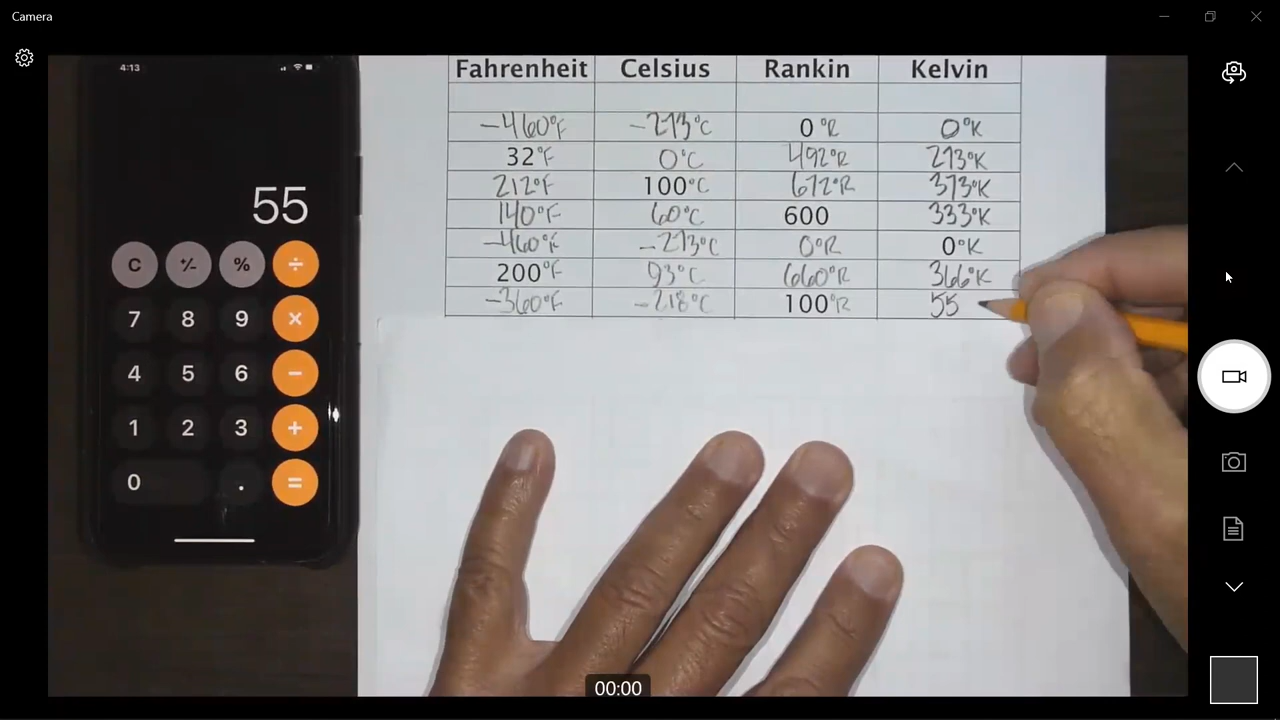 Camera
4:13
55
C +/- % ÷
7 8 9 ×
4 5 6 −
1 2 3 +
0 . =
Fahrenheit Celsius Rankin Kelvin
-460°F -273°C 0°R 0°K
32°F 0°C 492°R 273°K
212°F 100°C 672°R 373°K
140°F 60°C 600 333°K
-460°F -273°C 0°R 0°K
200°F 93°C 660°R 366°K
-360°F -218°C 100°R 55
00:00